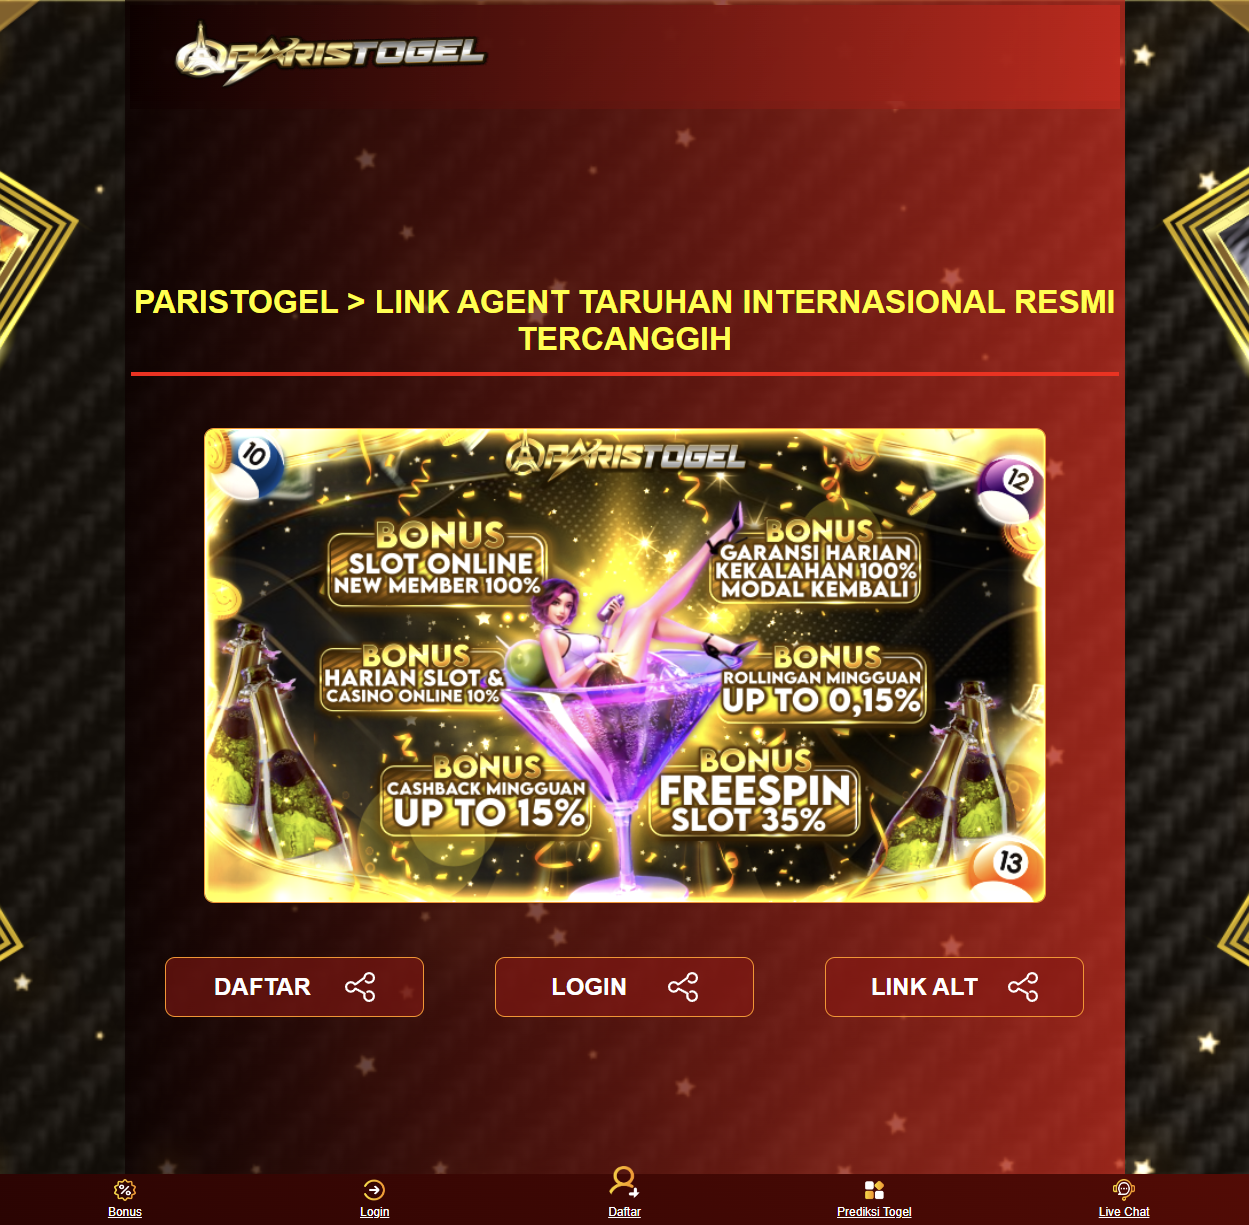 PARISTOGEL
PARISTOGEL > LINK AGENT TARUHAN INTERNASIONAL RESMI
TERCANGGIH
10
PARISTOGEL
12
BONUS
SLOT ONLINE
NEW MEMBER 100%
BONUS
GARANSI HARIAN
KEKALAHAN 100%
MODAL KEMBALI
BONUS
HARIAN SLOT &
CASINO ONLINE 10%
BONUS
ROLLINGAN MINGGUAN
UP TO 0,15%
BONUS
CASHBACK MINGGUAN
UP TO 15%
BONUS
FREESPIN
SLOT 35%
13
DAFTAR
LOGIN
LINK ALT
Bonus
Login
Daftar
Prediksi Togel
Live Chat